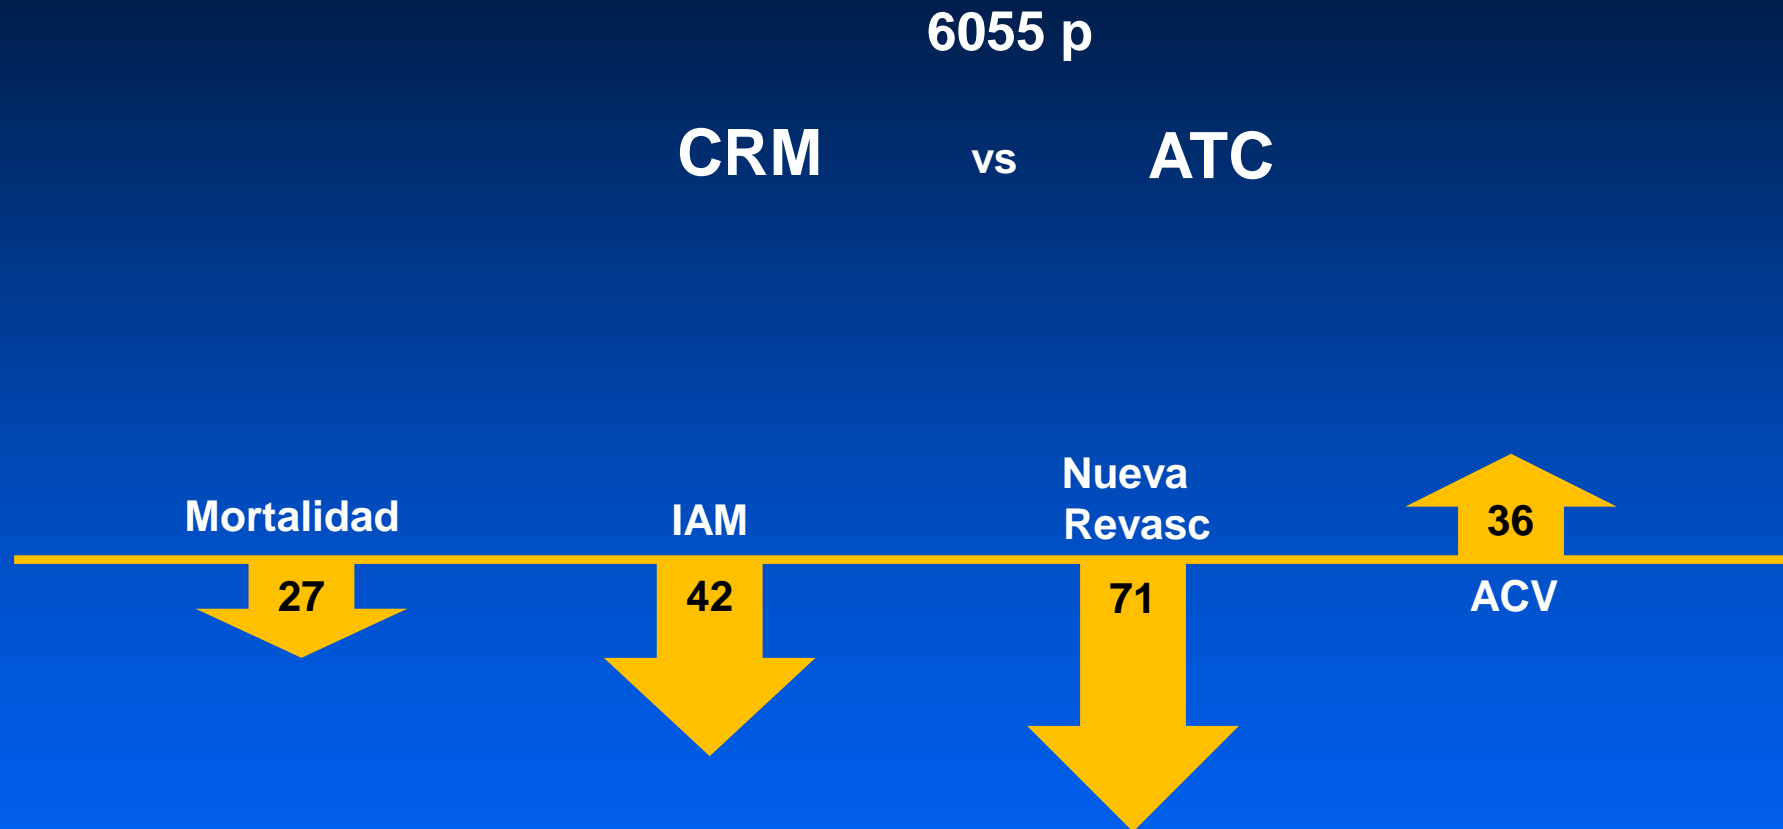 6055 p
CRM vs ATC
Mortalidad
IAM
Nueva
Revasc
36
27
42
71
ACV